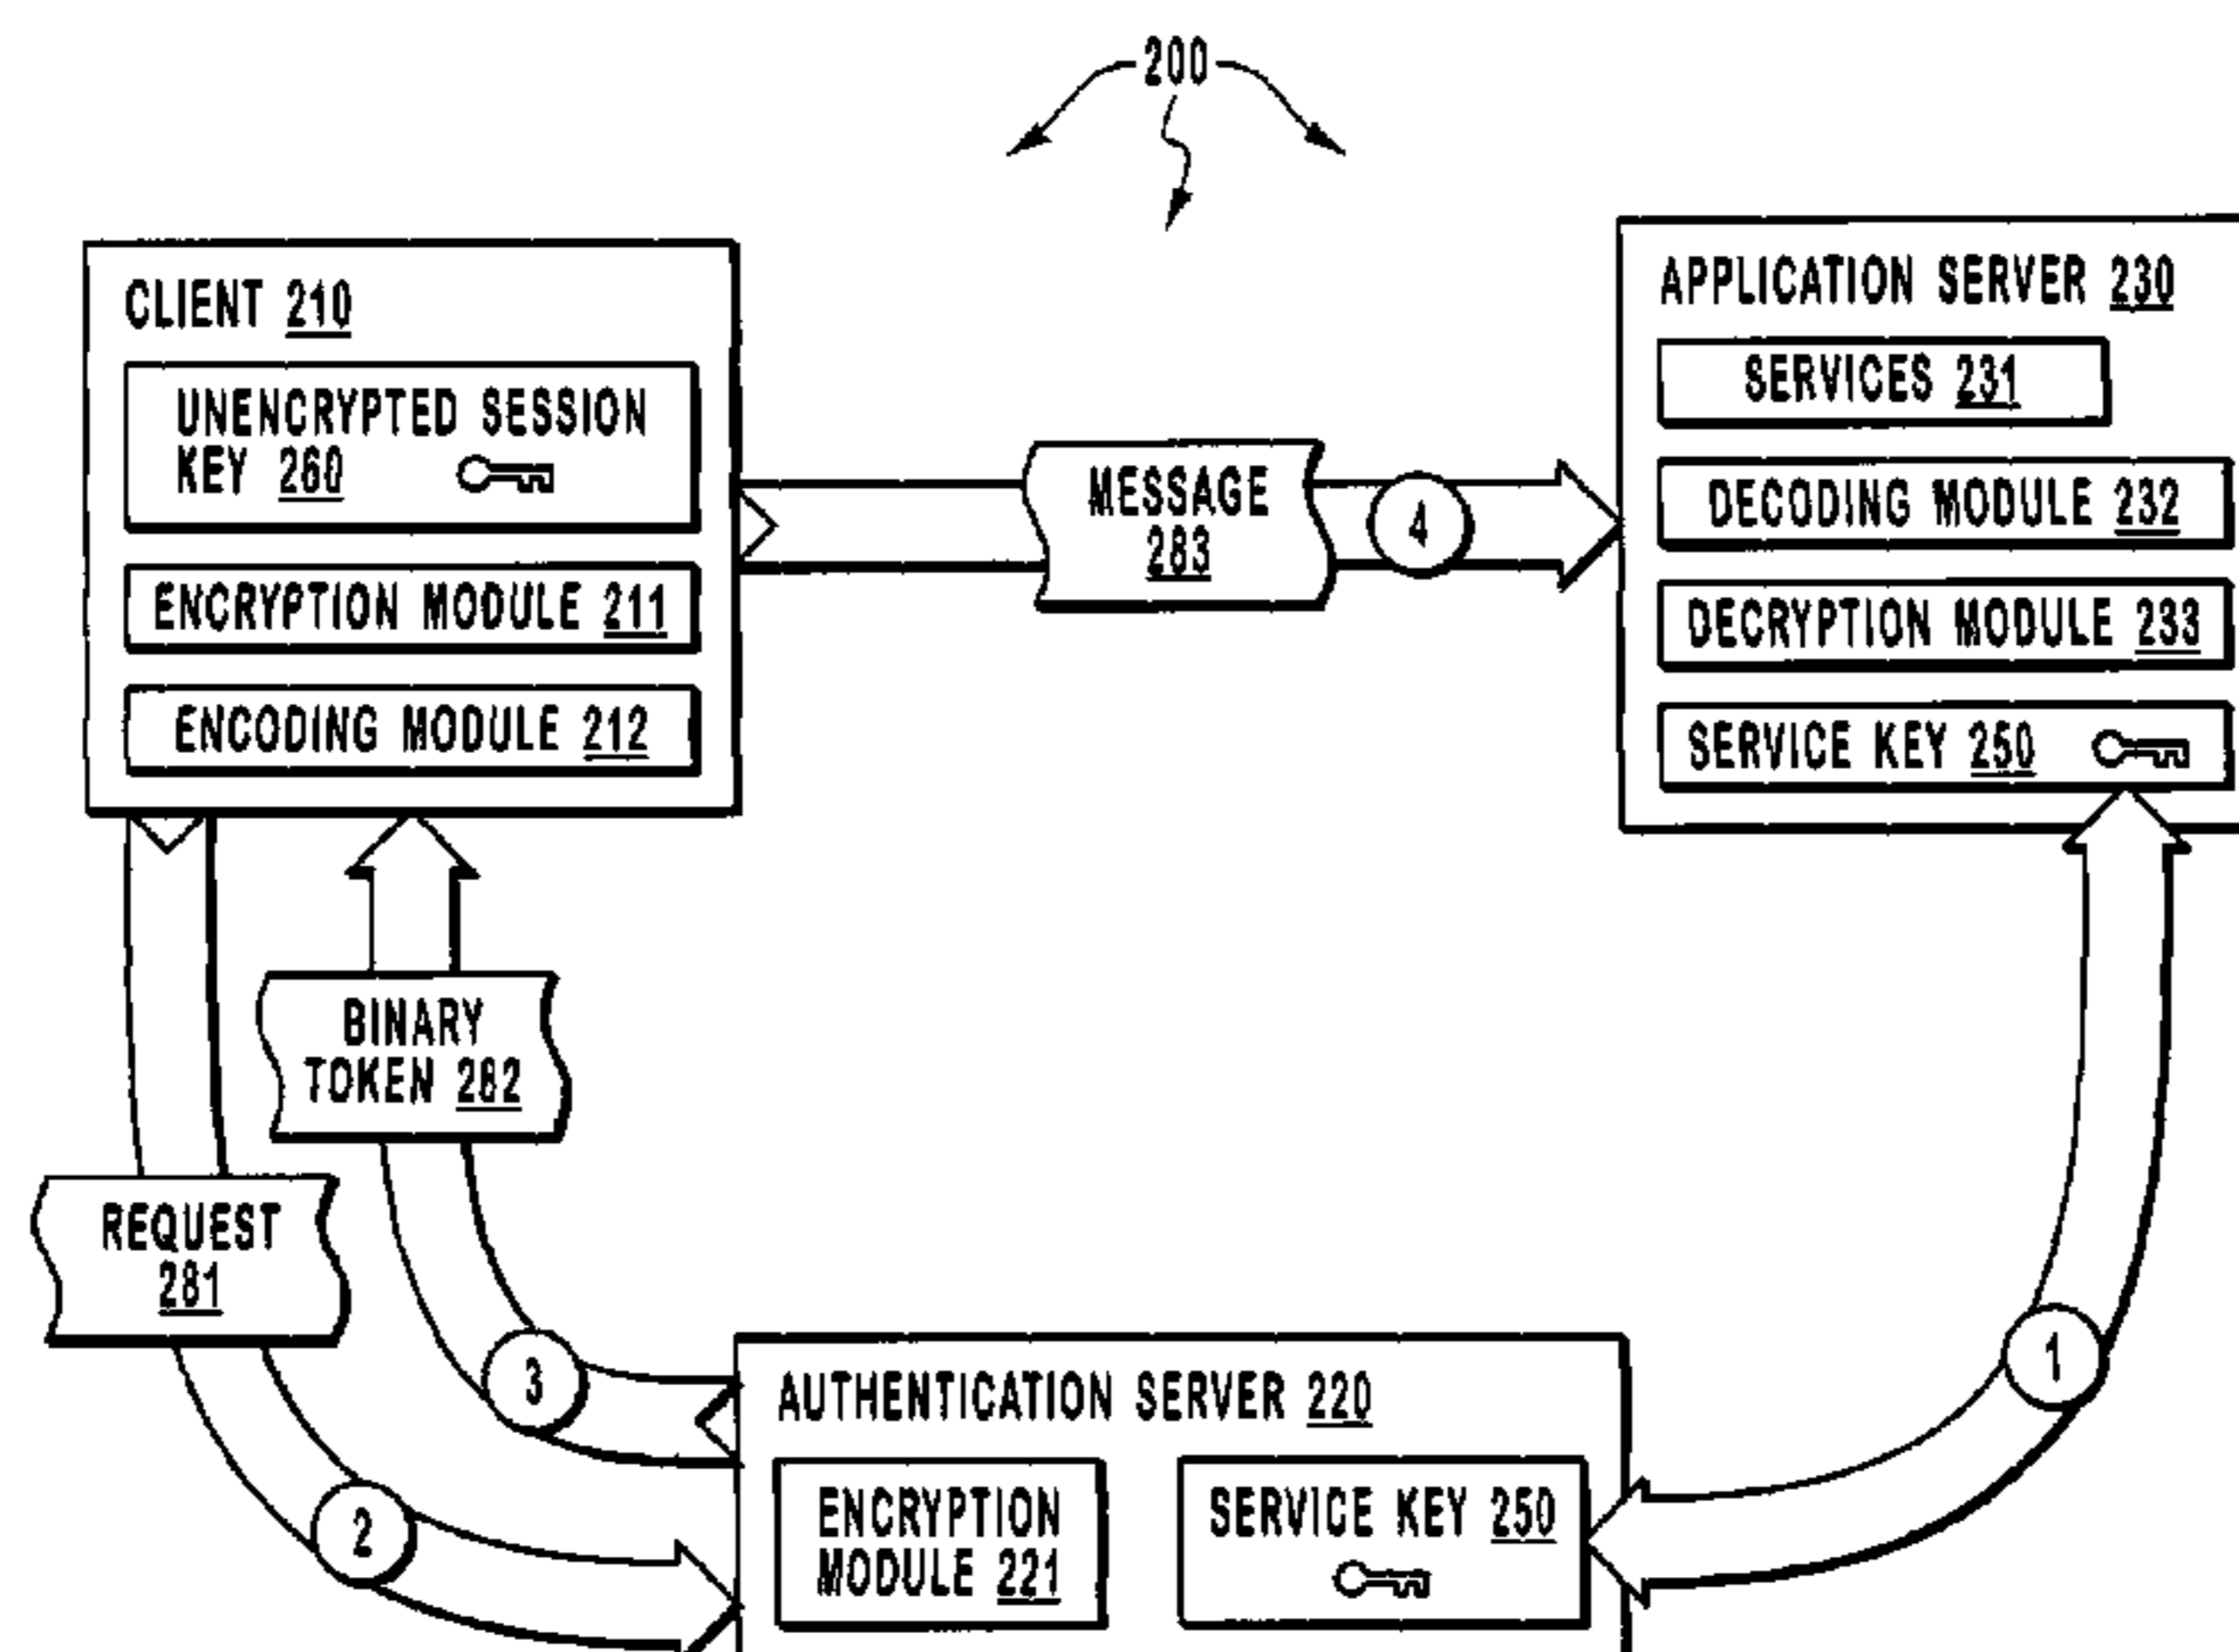 200
CLIENT 210
UNENCRYPTED SESSION
KEY 260
ENCRYPTION MODULE 211
ENCODING MODULE 212
MESSAGE
283
4
APPLICATION SERVER 230
SERVICES 231
DECODING MODULE 232
DECRYPTION MODULE 233
SERVICE KEY 250
BINARY
TOKEN 282
REQUEST
281
3
2
1
AUTHENTICATION SERVER 220
ENCRYPTION
MODULE 221
SERVICE KEY 250